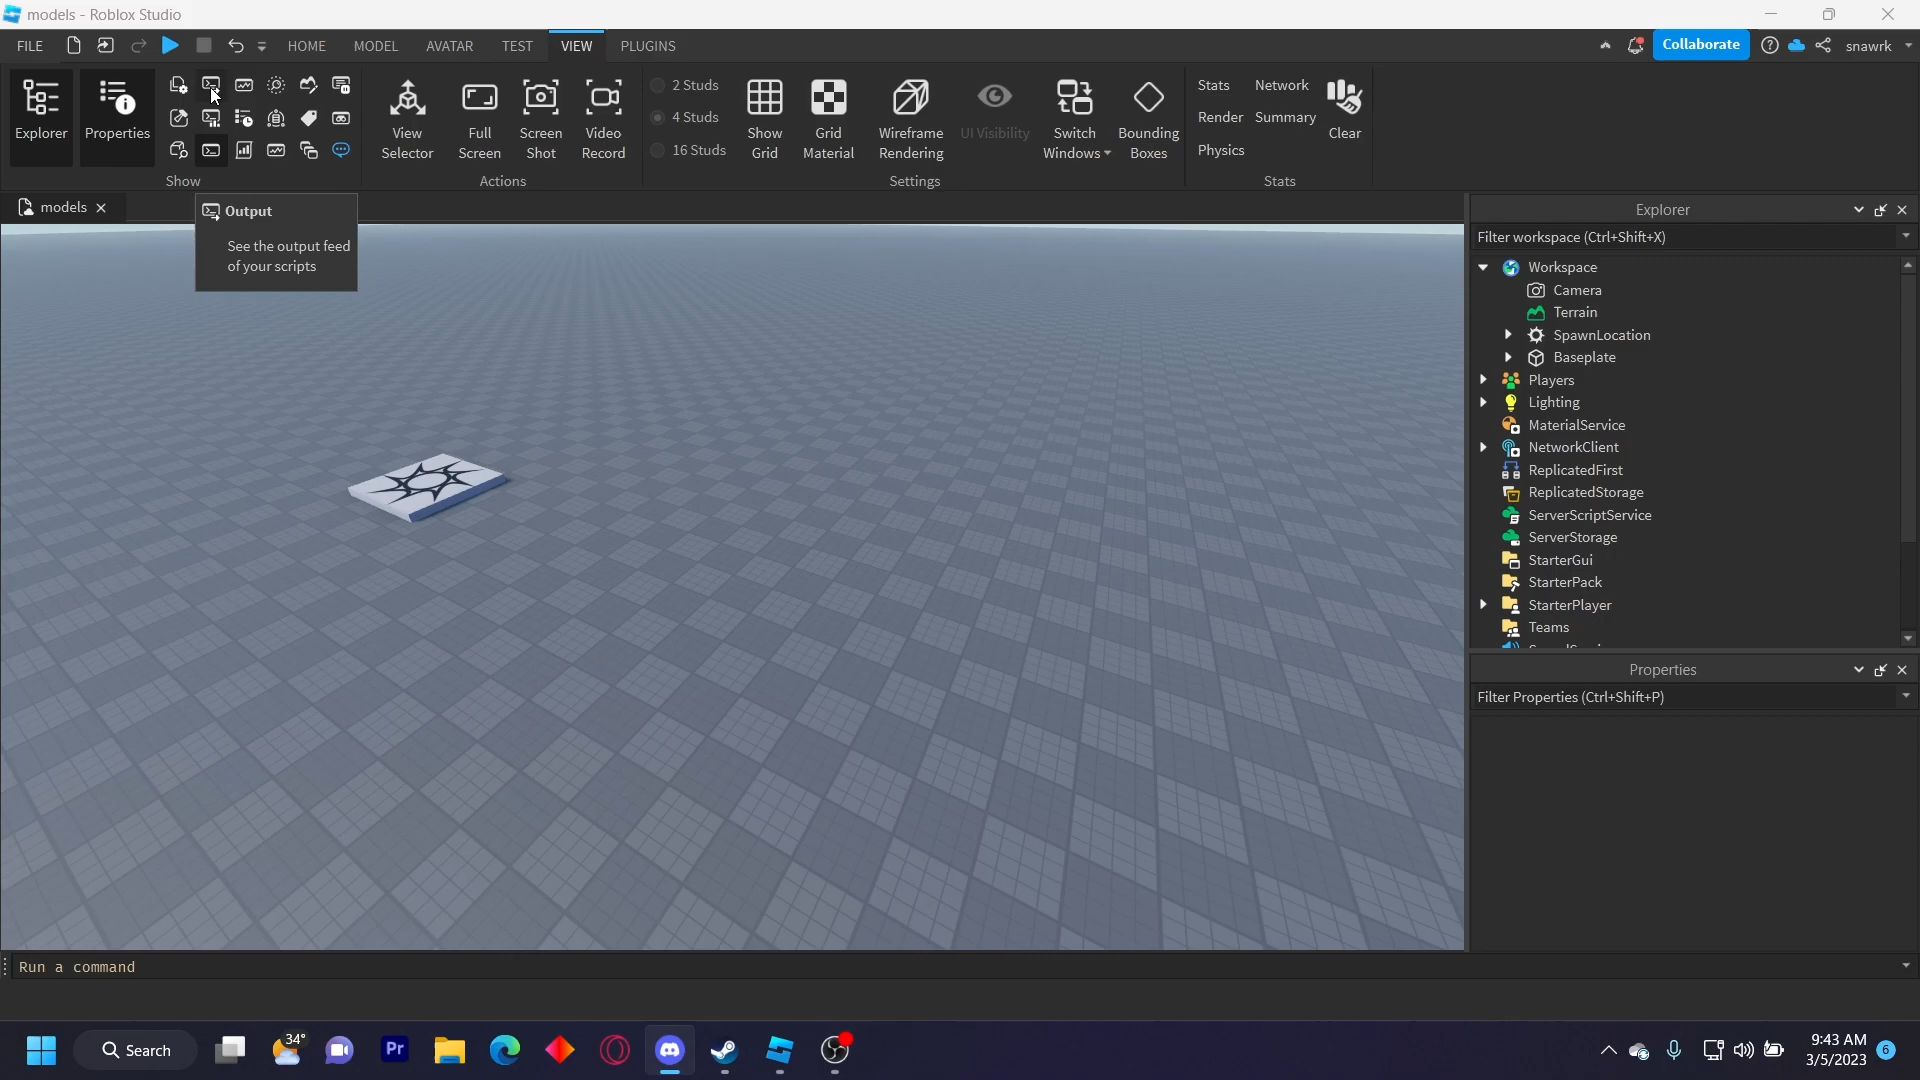 models - Roblox Studio
FILE
HOME
MODEL
AVATAR
TEST
VIEW
PLUGINS
Collaborate
snawrk
Explorer
Properties
Show
View
Selector
Full
Screen
Screen
Shot
Video
Record
Actions
2 Studs
4 Studs
16 Studs
Show
Grid
Grid
Material
Wireframe
Rendering
UI Visibility
Switch
Windows
Bounding
Boxes
Settings
Stats
Network
Render
Summary
Physics
Clear
Stats
models
Output
See the output feed
of your scripts
Explorer
Filter workspace (Ctrl+Shift+X)
Workspace
Camera
Terrain
SpawnLocation
Baseplate
Players
Lighting
MaterialService
NetworkClient
ReplicatedFirst
ReplicatedStorage
ServerScriptService
ServerStorage
StarterGui
StarterPack
StarterPlayer
Teams
Properties
Filter Properties (Ctrl+Shift+P)
Run a command
Search
34°
Pr
9:43 AM
3/5/2023
6